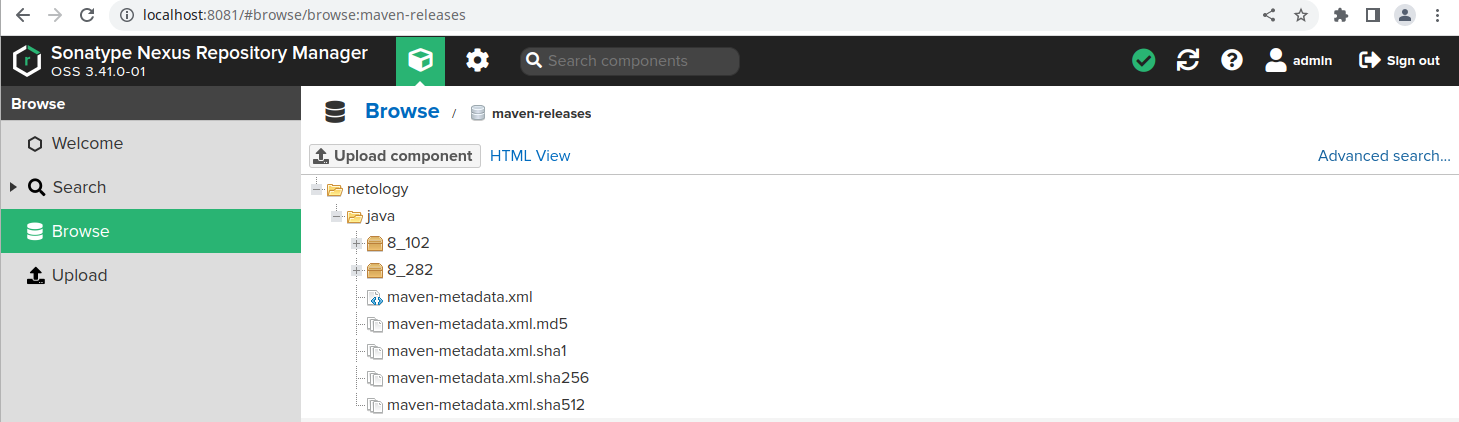 localhost:8081/#browse/browse:maven-releases
Sonatype Nexus Repository Manager
OSS 3.41.0-01
Search components
admin
Sign out
Browse
Welcome
Search
Browse
Upload
Browse / maven-releases
Upload component
HTML View
Advanced search...
netology
java
8_102
8_282
maven-metadata.xml
maven-metadata.xml.md5
maven-metadata.xml.sha1
maven-metadata.xml.sha256
maven-metadata.xml.sha512